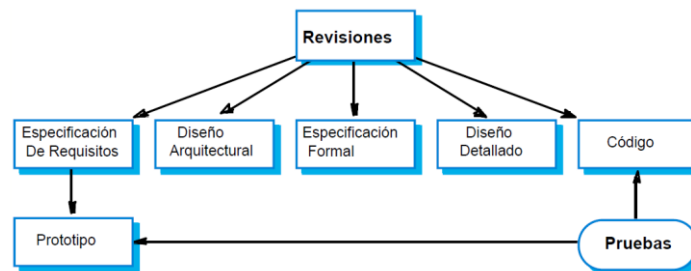 Revisiones
Especificación
De Requisitos
Diseño
Arquitectural
Especificación
Formal
Diseño
Detallado
Código
Prototipo
Pruebas